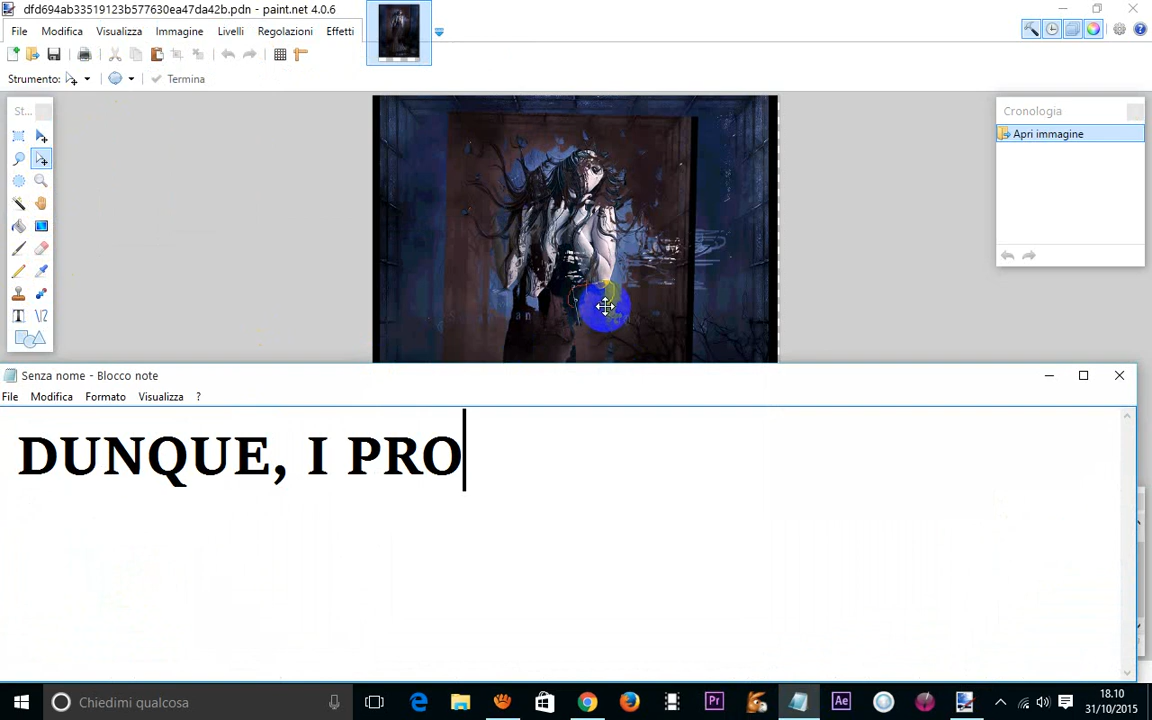 dfd694ab33519123b577630ea47da42b.pdn - paint.net 4.0.6
File Modifica Visualizza Immagine Livelli Regolazioni Effetti
Strumento: Termina
St...
Cronologia
Apri immagine
Senza nome - Blocco note
File Modifica Formato Visualizza ?
DUNQUE, I PRO
Chiedimi qualcosa
18.10
31/10/2015